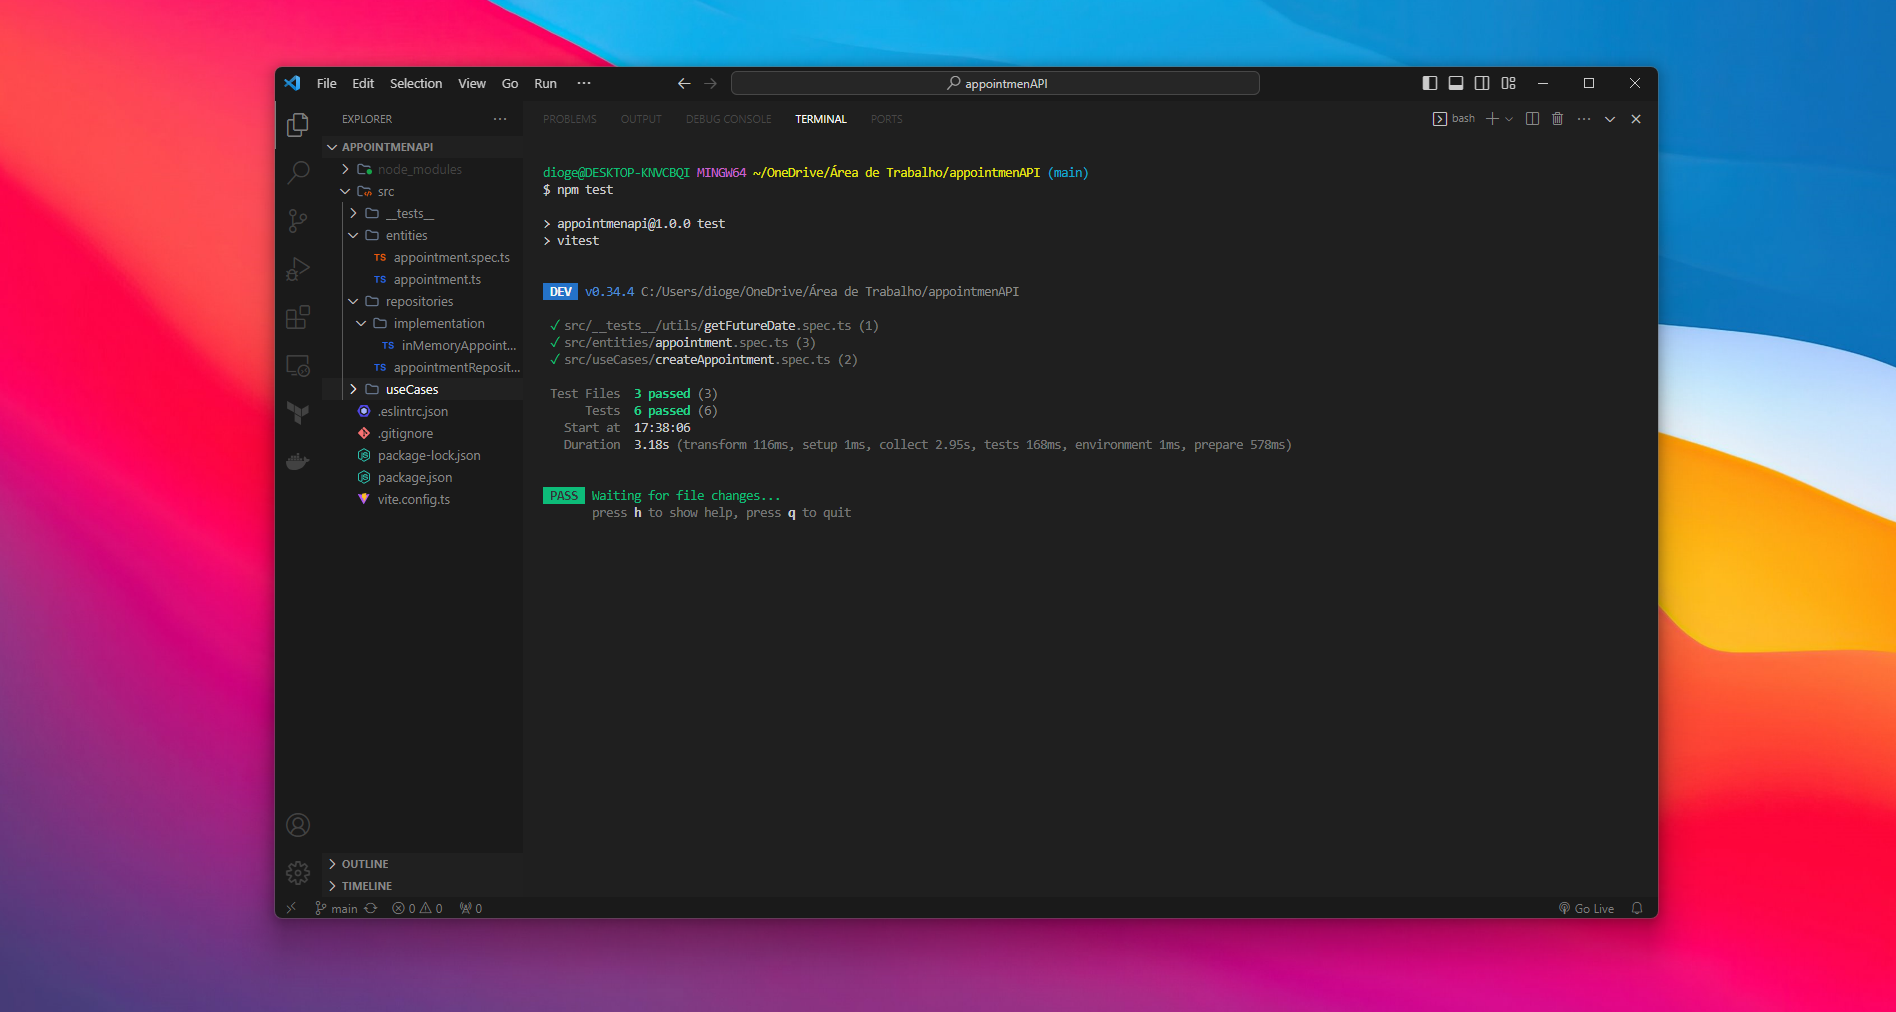 File Edit Selection View Go Run ···
appointmenAPI
EXPLORER ···
APPOINTMENAPI
node_modules
src
__tests__
entities
TS appointment.spec.ts
TS appointment.ts
repositories
implementation
TS inMemoryAppoint...
TS appointmentReposit...
useCases
.eslintrc.json
.gitignore
package-lock.json
package.json
vite.config.ts
OUTLINE
TIMELINE
PROBLEMS OUTPUT DEBUG CONSOLE TERMINAL PORTS
bash
dioge@DESKTOP-KNVCBQI MINGW64 ~/OneDrive/Área de Trabalho/appointmenAPI (main)
$ npm test
> appointmenapi@1.0.0 test
> vitest
DEV v0.34.4 C:/Users/dioge/OneDrive/Área de Trabalho/appointmenAPI
✓ src/__tests__/utils/getFutureDate.spec.ts (1)
✓ src/entities/appointment.spec.ts (3)
✓ src/useCases/createAppointment.spec.ts (2)
Test Files 3 passed (3)
Tests 6 passed (6)
Start at 17:38:06
Duration 3.18s (transform 116ms, setup 1ms, collect 2.95s, tests 168ms, environment 1ms, prepare 578ms)
PASS Waiting for file changes...
press h to show help, press q to quit
main 0 0 0
Go Live